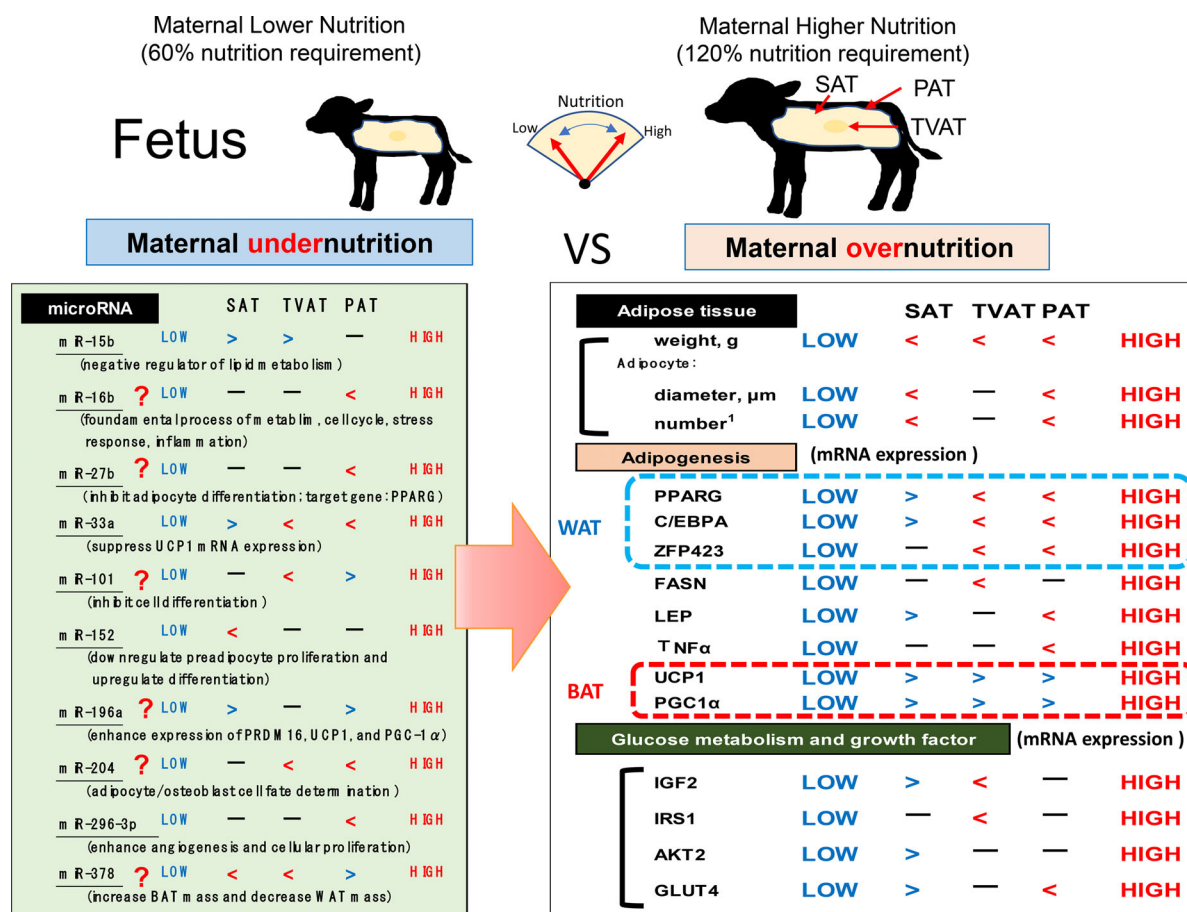 Maternal Lower Nutrition
(60% nutrition requirement)
Maternal Higher Nutrition
(120% nutrition requirement)
SAT
PAT
TVAT
Nutrition
Low
High
Fetus
Maternal undernutrition
VS
Maternal overnutrition
microRNA SAT TVAT PAT
miR-15b LOW > > — HIGH
(negative regulator of lipid metabolism)
miR-16b ? LOW — — < HIGH
(foundamental process of metablim, cell cycle, stress
response, inflammation)
miR-27b ? LOW — — < HIGH
(inhibit adipocyte differentiation; target gene: PPARG)
miR-33a LOW > < < HIGH
(suppress UCP1 mRNA expression)
miR-101 ? LOW — < > HIGH
(inhibit cell differentiation)
miR-152 LOW < — — HIGH
(downregulate preadipocyte proliferation and
upregulate differentiation)
miR-196a ? LOW > — > HIGH
(enhance expression of PRDM16, UCP1, and PGC-1α)
miR-204 ? LOW — < < HIGH
(adipocyte/osteoblast cell fate determination)
miR-296-3p LOW — — < HIGH
(enhance angiogenesis and cellular proliferation)
miR-378 ? LOW < < > HIGH
(increase BAT mass and decrease WAT mass)
Adipose tissue SAT TVAT PAT
weight, g LOW < < < HIGH
Adipocyte:
diameter, µm LOW < — < HIGH
number¹ LOW < — < HIGH
Adipogenesis (mRNA expression )
WAT
PPARG LOW > < < HIGH
C/EBPA LOW > < < HIGH
ZFP423 LOW — < < HIGH
FASN LOW — < — HIGH
LEP LOW > — < HIGH
TNFα LOW — — < HIGH
BAT
UCP1 LOW > > > HIGH
PGC1α LOW > > > HIGH
Glucose metabolism and growth factor (mRNA expression )
IGF2 LOW > < — HIGH
IRS1 LOW — < — HIGH
AKT2 LOW > — — HIGH
GLUT4 LOW > — < HIGH